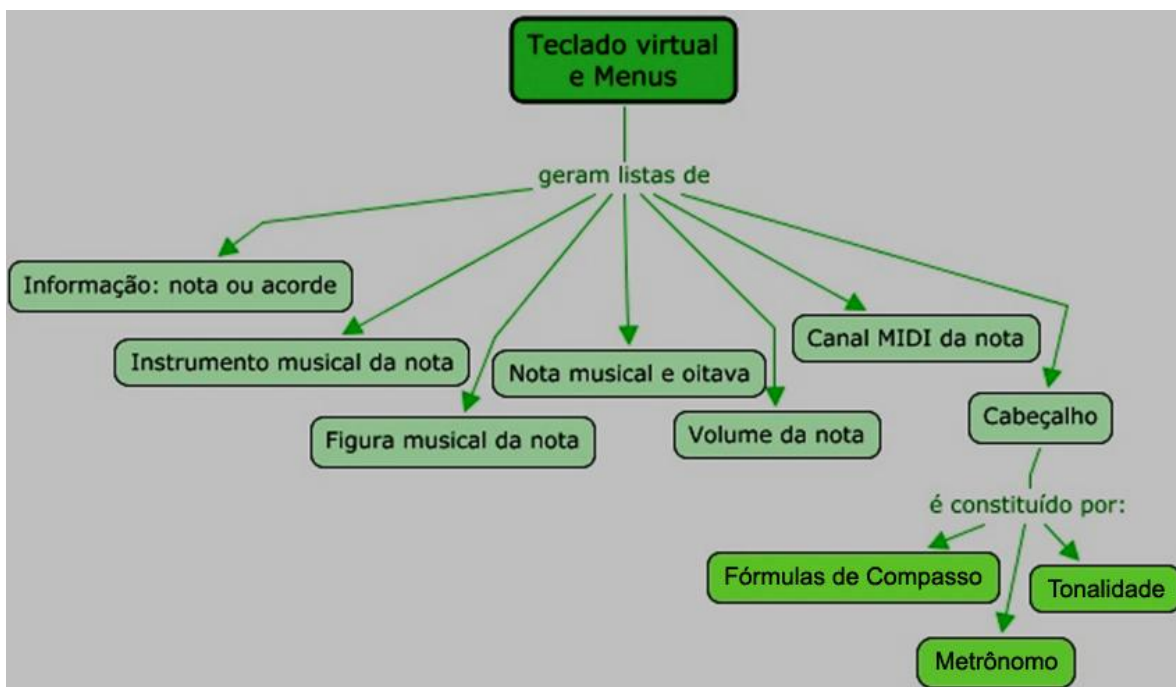 Teclado virtual
e Menus
geram listas de
Informação: nota ou acorde
Instrumento musical da nota
Figura musical da nota
Nota musical e oitava
Volume da nota
Canal MIDI da nota
Cabeçalho
é constituído por:
Fórmulas de Compasso
Metrônomo
Tonalidade